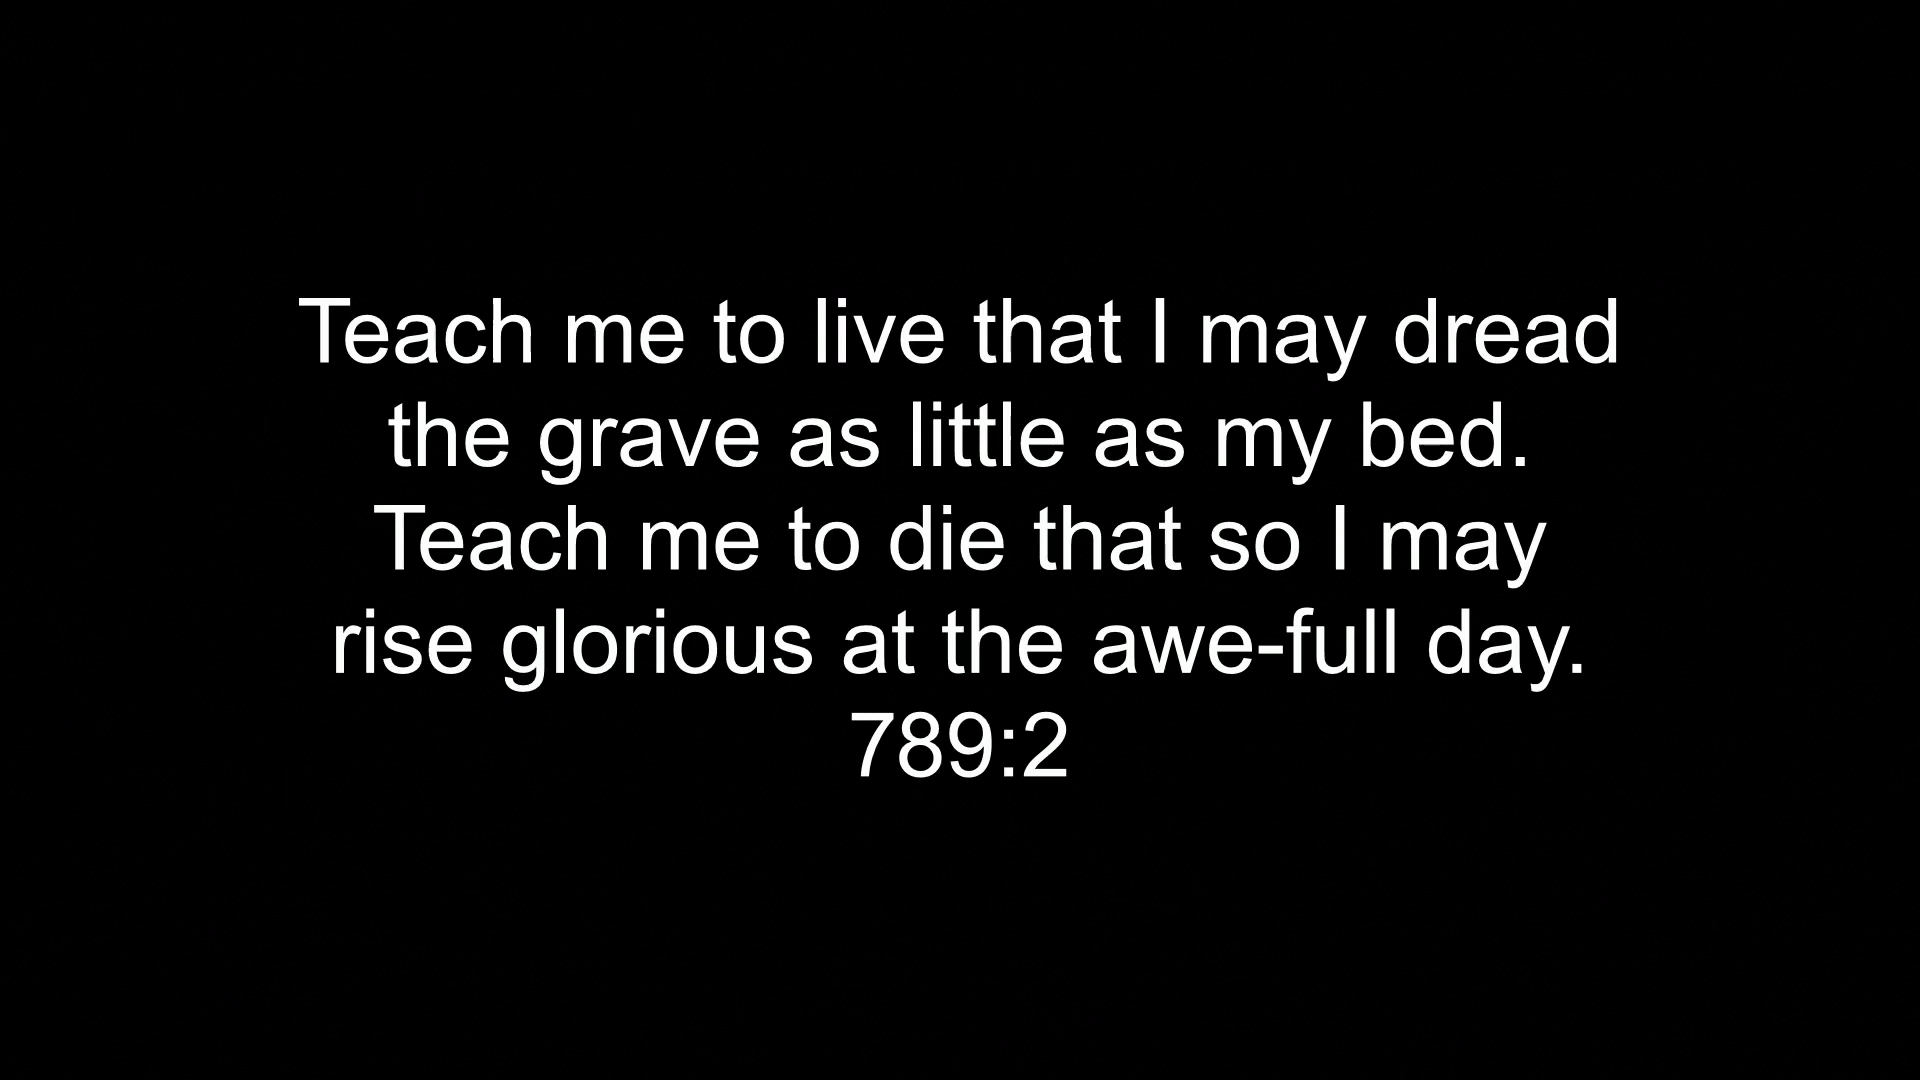 Teach me to live that I may dread
the grave as little as my bed.
Teach me to die that so I may
rise glorious at the awe-full day.
789:2